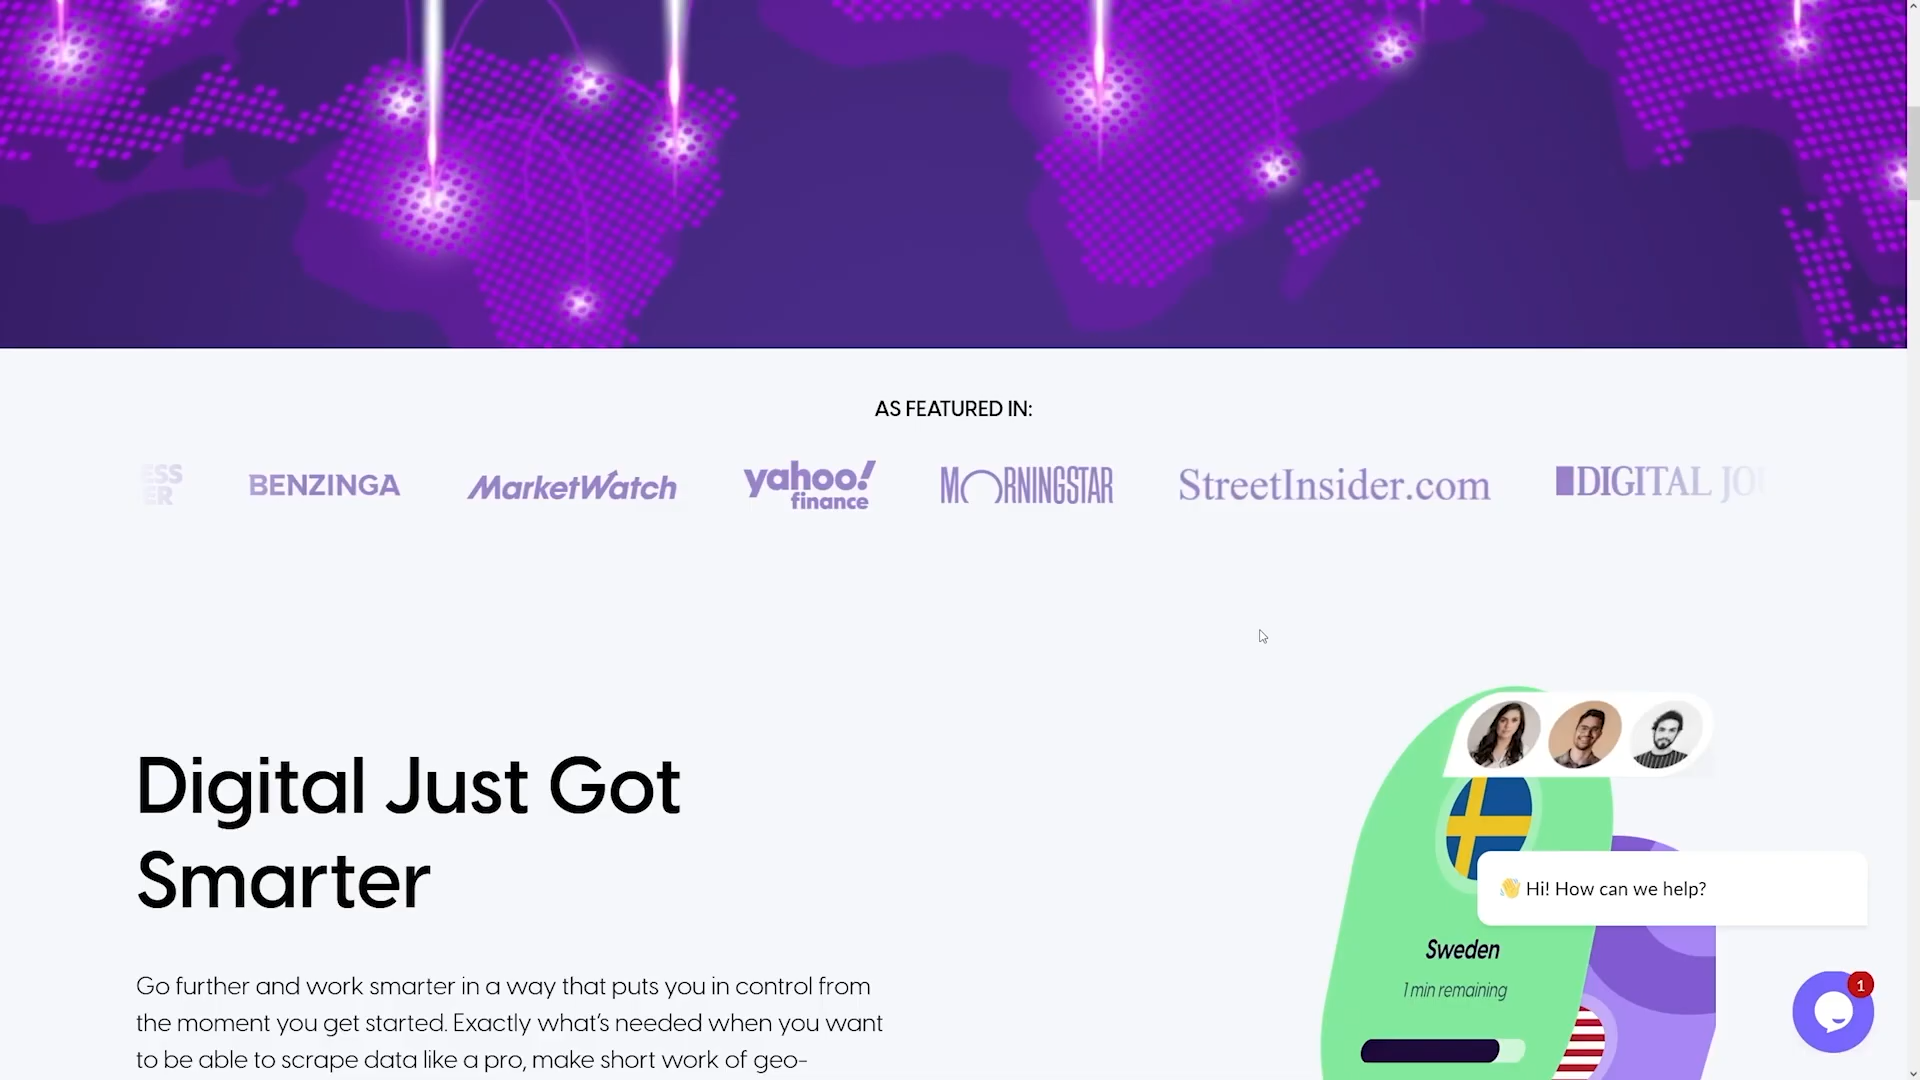 AS FEATURED IN:
ESS
ER
BENZINGA
MarketWatch
yahoo!
finance
MORNINGSTAR
StreetInsider.com
DIGITAL JO
Digital Just Got
Smarter
Go further and work smarter in a way that puts you in control from
the moment you get started. Exactly what's needed when you want
to be able to scrape data like a pro, make short work of geo-
Sweden
1 min remaining
👋 Hi! How can we help?
1